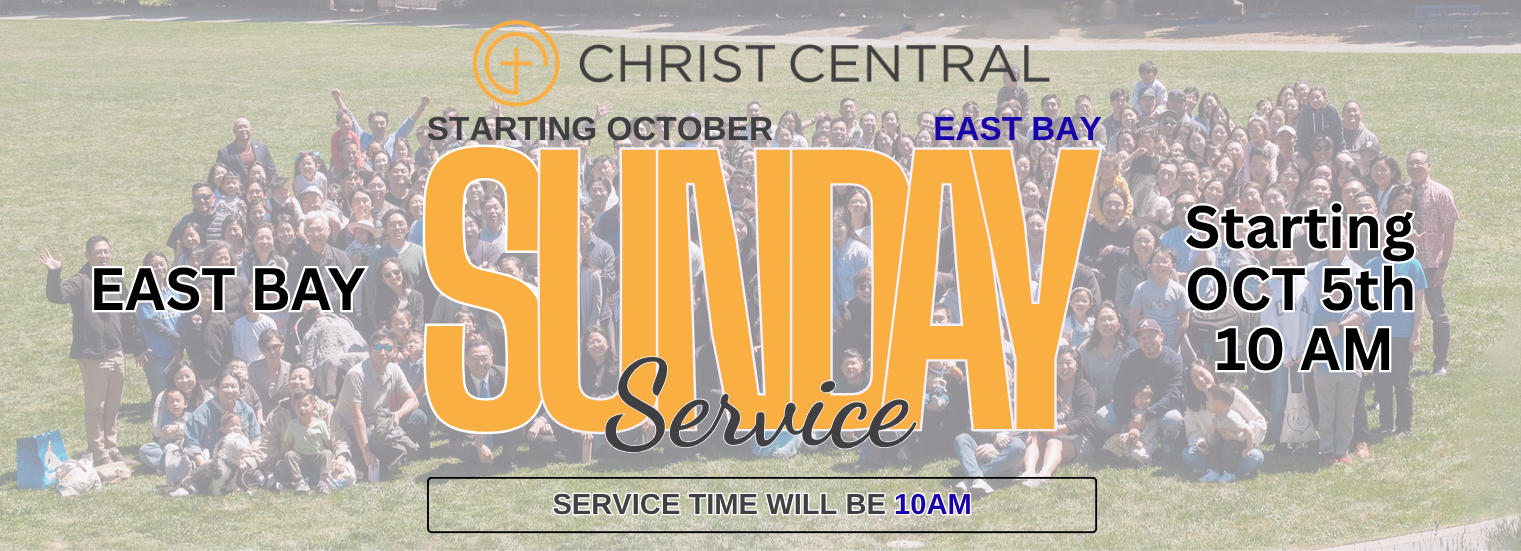 CHRIST CENTRAL
STARTING OCTOBER
EAST BAY
SUNDAY
Service
EAST BAY
Starting
OCT 5th
10 AM
SERVICE TIME WILL BE 10AM